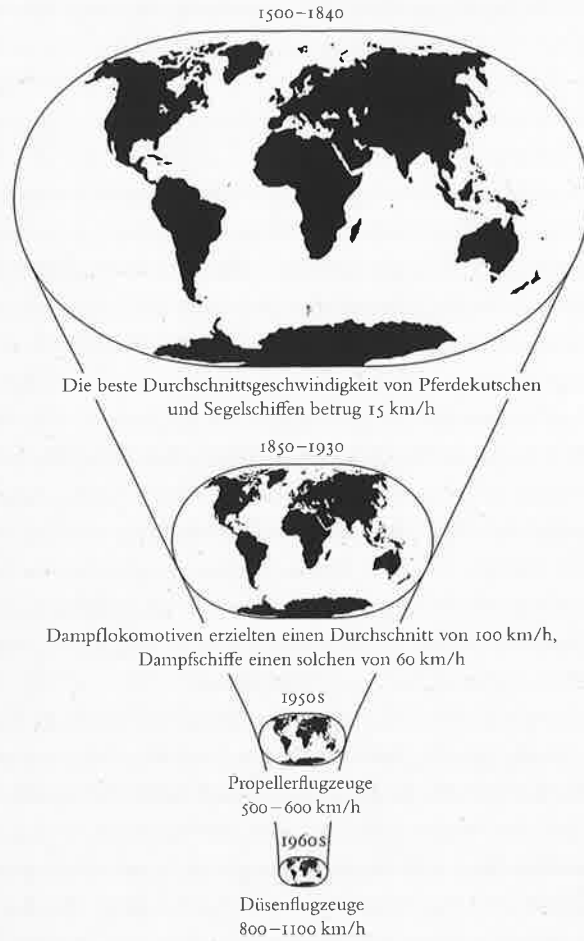 1500–1840
Die beste Durchschnittsgeschwindigkeit von Pferdekutschen
und Segelschiffen betrug 15 km/h
1850–1930
Dampflokomotiven erzielten einen Durchschnitt von 100 km/h,
Dampfschiffe einen solchen von 60 km/h
1950s
Propellerflugzeuge
500–600 km/h
1960s
Düsenflugzeuge
800–1100 km/h